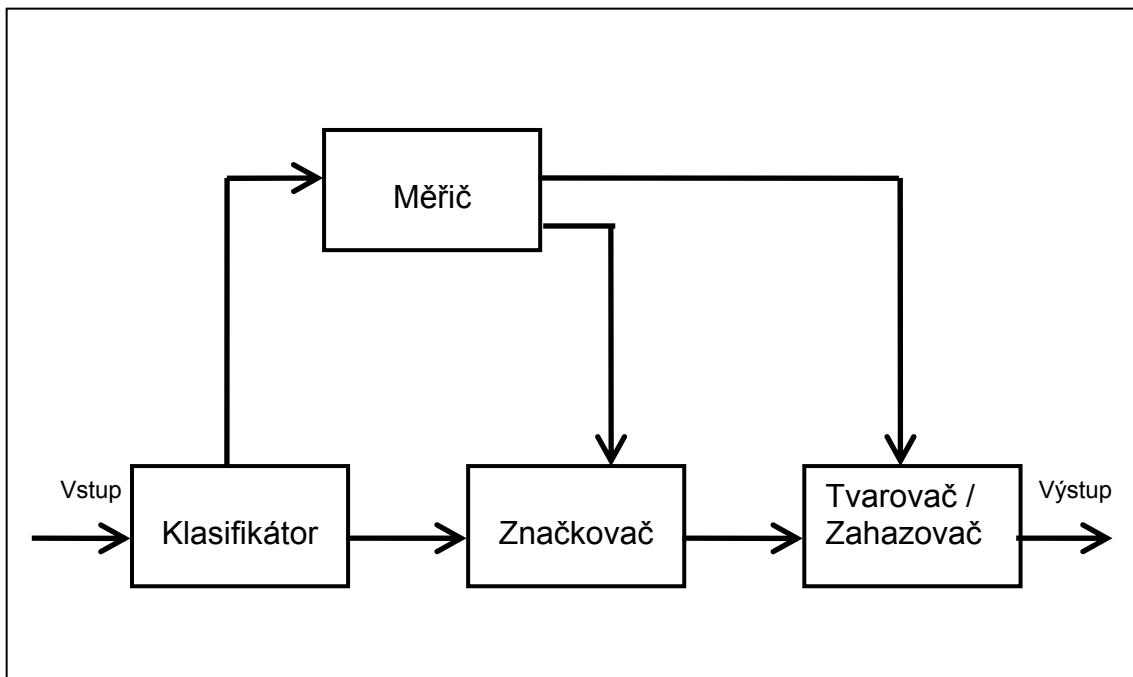 Měřič
Vstup
Klasifikátor
Značkovač
Tvarovač /
Zahazovač
Výstup